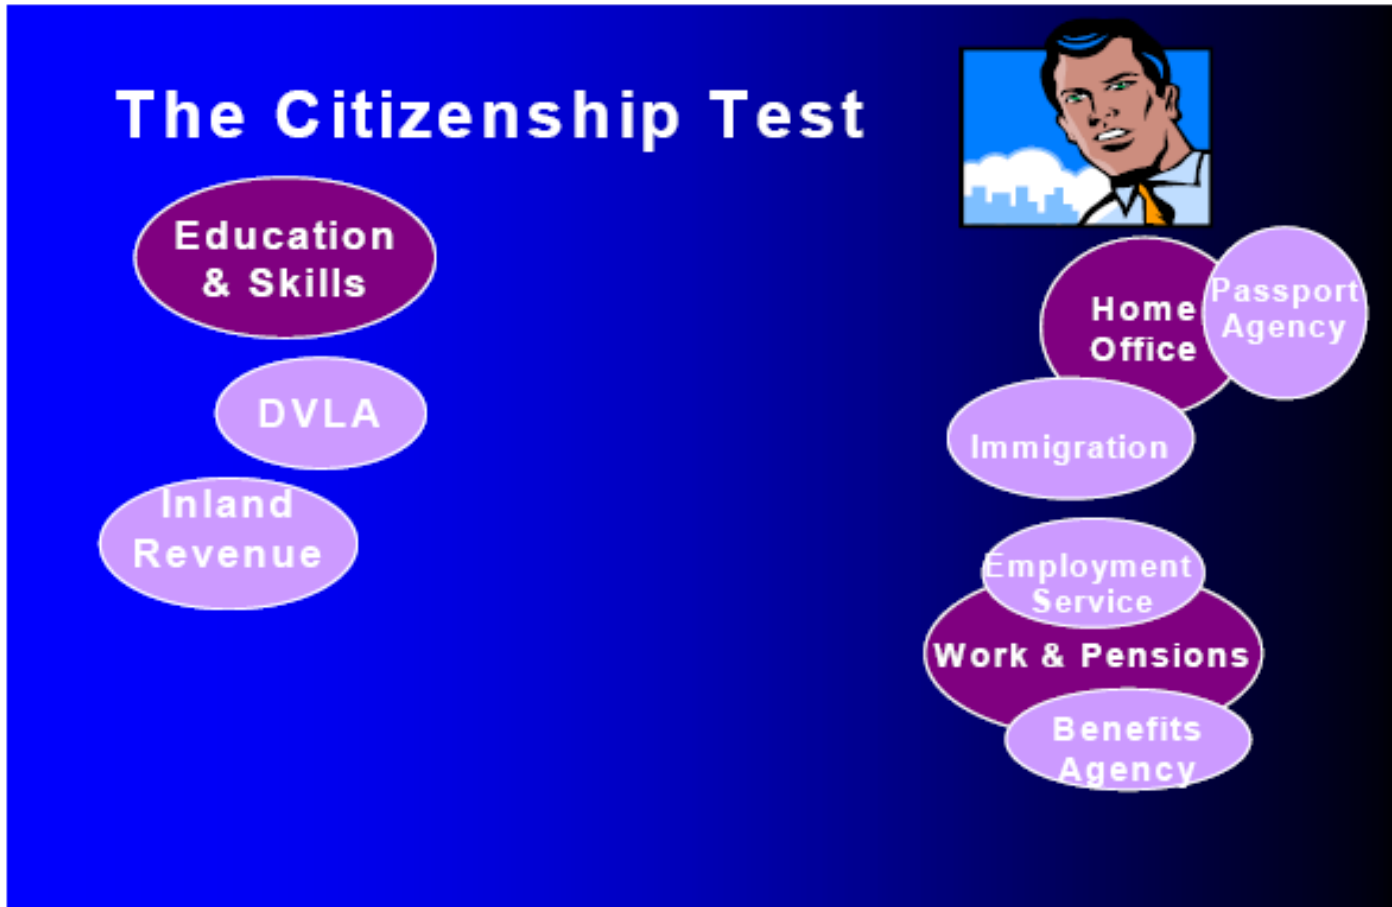 The Citizenship Test
Education
& Skills
DVLA
Inland
Revenue
Home
Office
Passport
Agency
Immigration
Employment
Service
Work & Pensions
Benefits
Agency